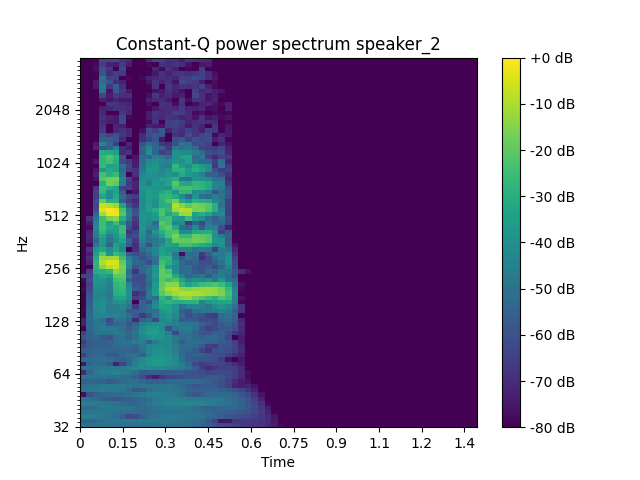 Constant-Q power spectrum speaker_2
Hz
2048
1024
512
256
128
64
32
0 0.15 0.3 0.45 0.6 0.75 0.9 1.1 1.2 1.4
Time
+0 dB
-10 dB
-20 dB
-30 dB
-40 dB
-50 dB
-60 dB
-70 dB
-80 dB